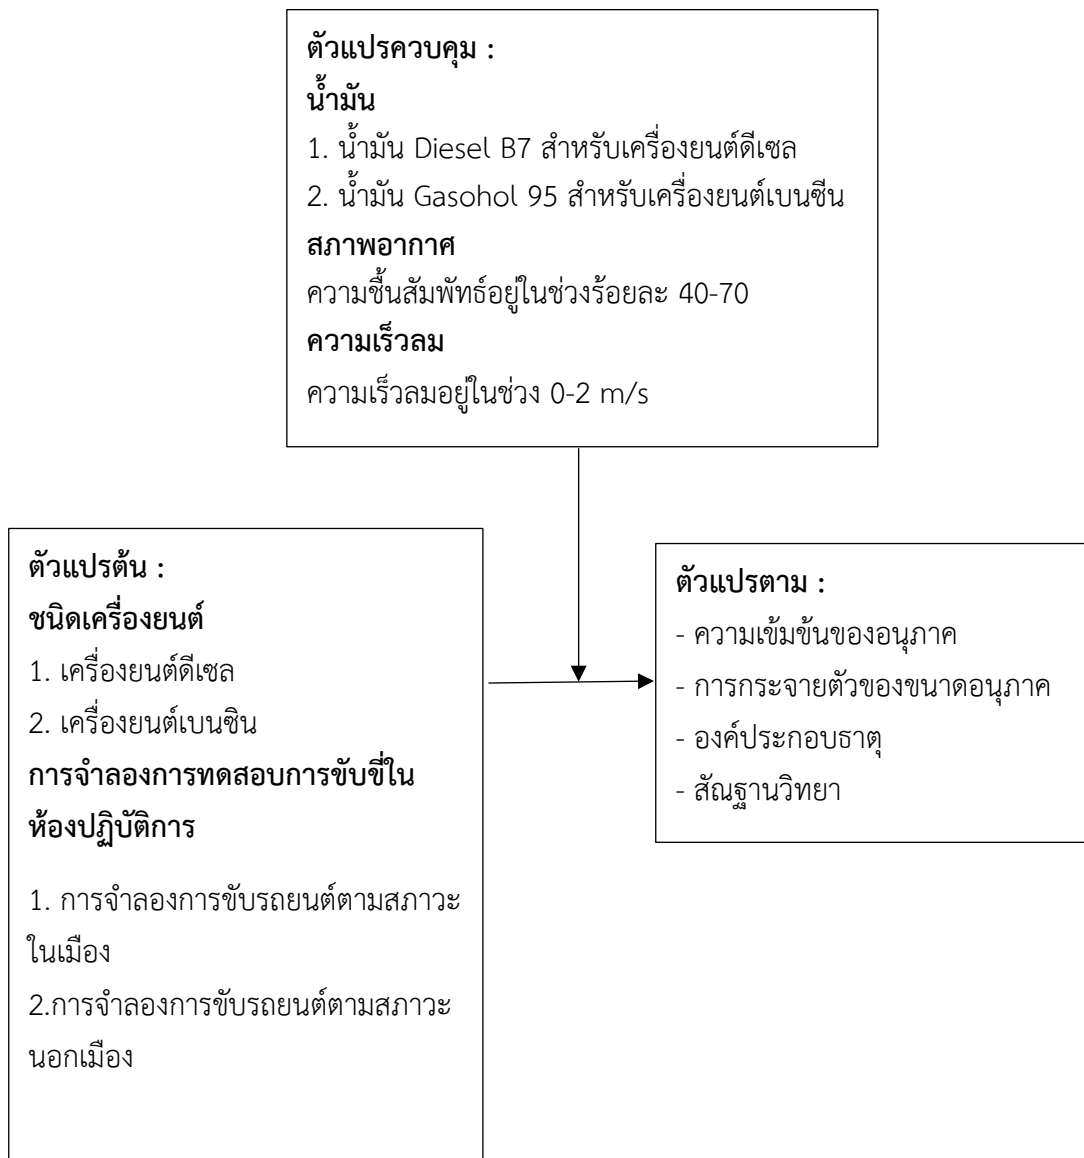 ตัวแปรควบคุม :
น้ำมัน
1. น้ำมัน Diesel B7 สำหรับเครื่องยนต์ดีเซล
2. น้ำมัน Gasohol 95 สำหรับเครื่องยนต์เบนซีน
สภาพอากาศ
ความชื้นสัมพัทธ์อยู่ในช่วงร้อยละ 40-70
ความเร็วลม
ความเร็วลมอยู่ในช่วง 0-2 m/s
ตัวแปรต้น :
ชนิดเครื่องยนต์
1. เครื่องยนต์ดีเซล
2. เครื่องยนต์เบนซิน
การจำลองการทดสอบการขับขี่ใน
ห้องปฏิบัติการ
1. การจำลองการขับรถยนต์ตามสภาวะ
ในเมือง
2.การจำลองการขับรถยนต์ตามสภาวะ
นอกเมือง
ตัวแปรตาม :
- ความเข้มข้นของอนุภาค
- การกระจายตัวของขนาดอนุภาค
- องค์ประกอบธาตุ
- สัณฐานวิทยา